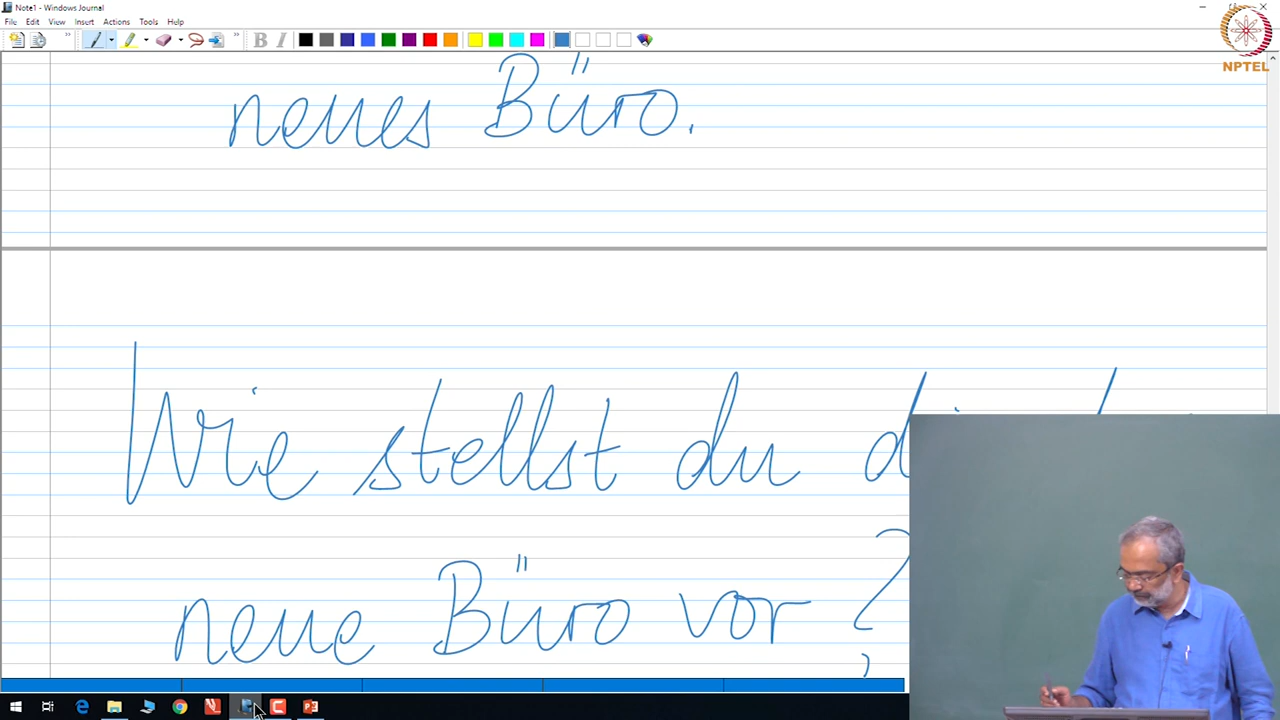 Note1 - Windows Journal
File Edit View Insert Actions Tools Help
B I
NPTEL
neues Büro.
Wie stellst du
neue Büro vor ?